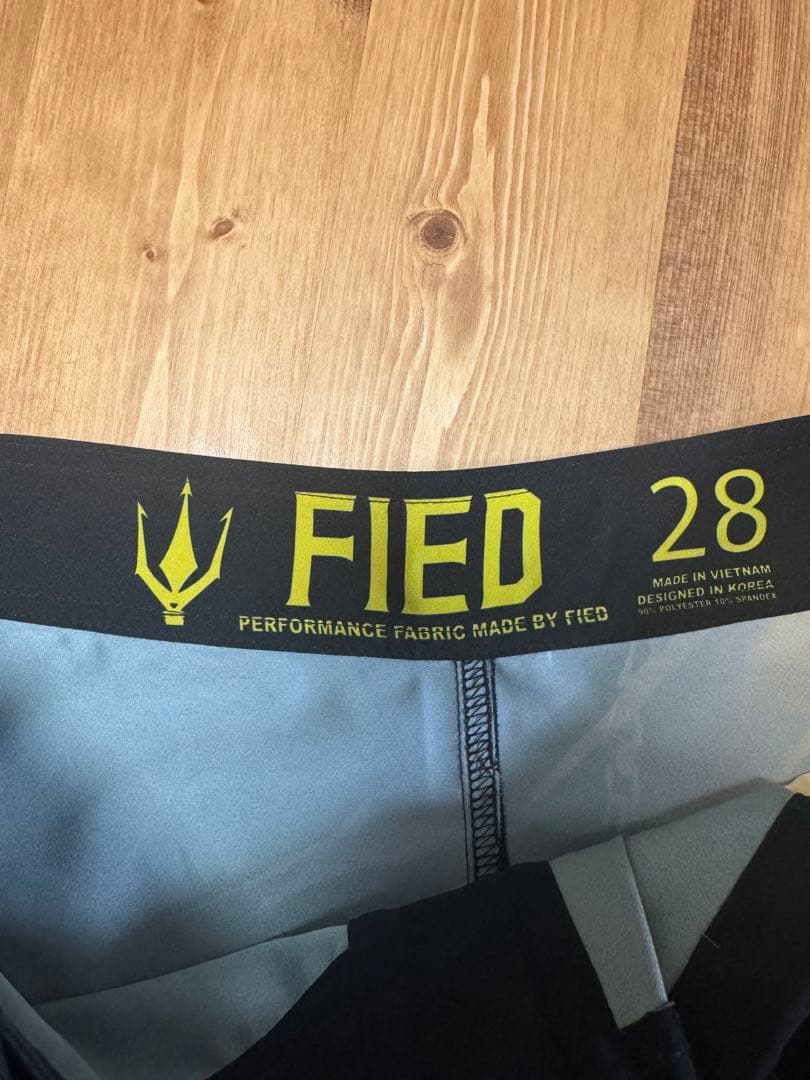 FIED
PERFORMANCE FABRIC MADE BY FIED
28
MADE IN VIETNAM
DESIGNED IN KOREA
90% POLYESTER 10% SPANDEX